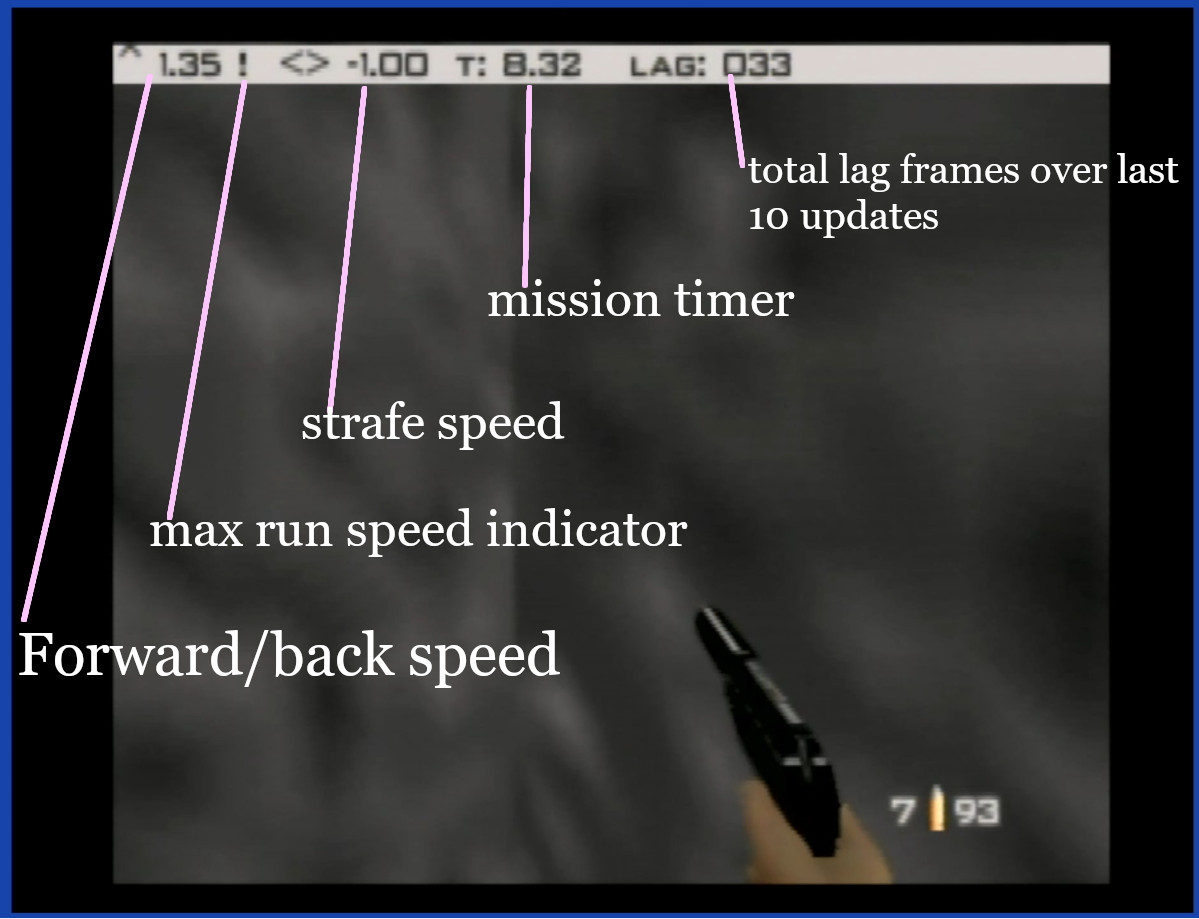 ^ 1.35 ! <> -1.00 T: 8.32 LAG: 033
total lag frames over last
10 updates
mission timer
strafe speed
max run speed indicator
Forward/back speed
7 93